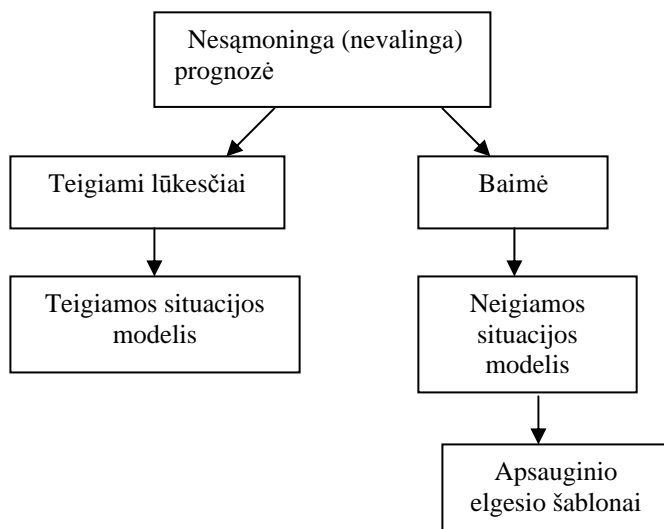 Nesąmoninga (nevalinga)
prognozė
Teigiami lūkesčiai
Baimė
Teigiamos situacijos
modelis
Neigiamos
situacijos
modelis
Apsauginio
elgesio šablonai